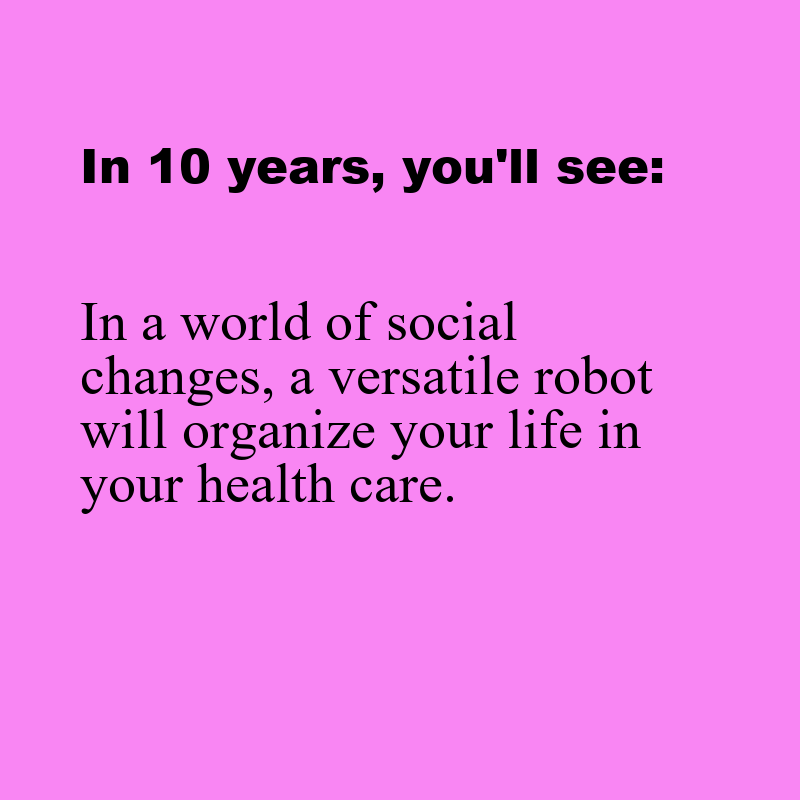 In 10 years, you'll see:
In a world of social
changes, a versatile robot
will organize your life in
your health care.